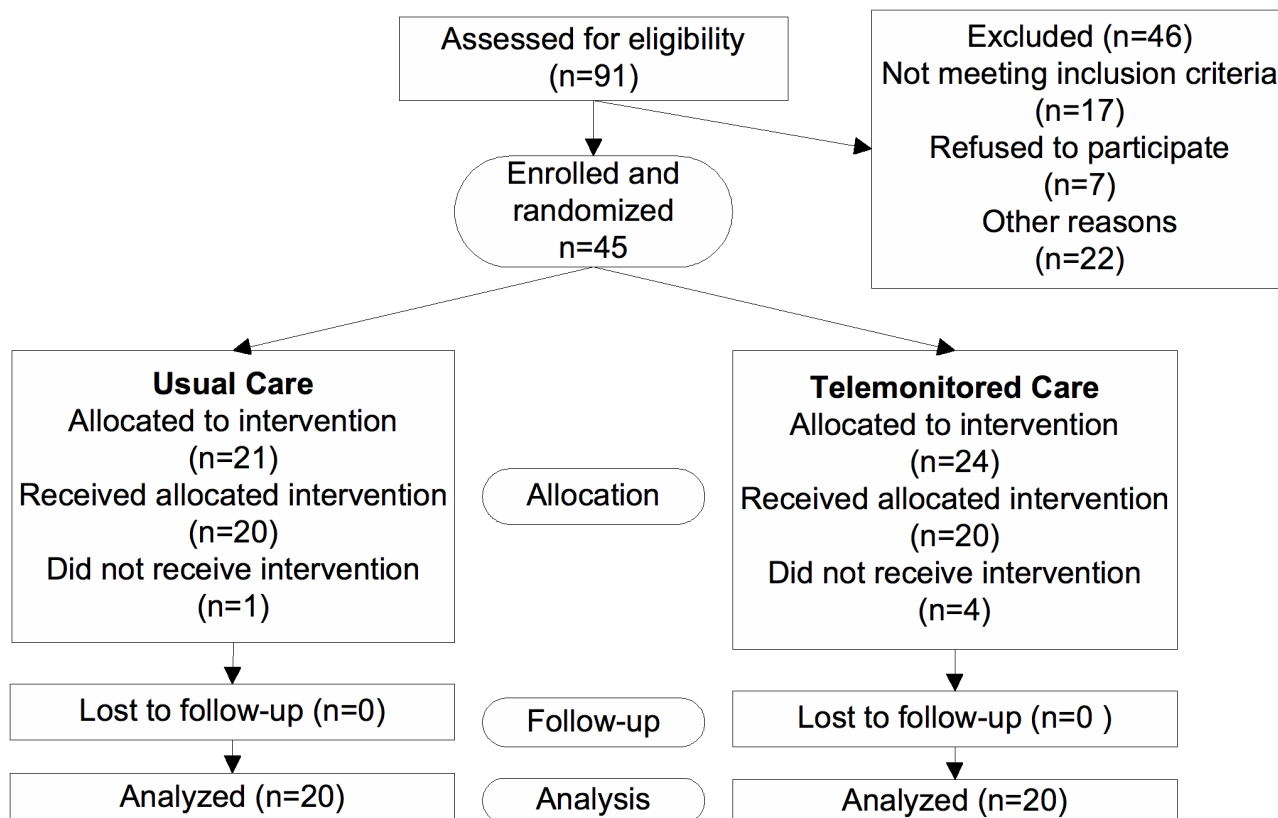 Assessed for eligibility
(n=91)
Excluded (n=46)
Not meeting inclusion criteria
(n=17)
Refused to participate
(n=7)
Other reasons
(n=22)
Enrolled and
randomized
n=45
Usual Care
Allocated to intervention
(n=21)
Received allocated intervention
(n=20)
Did not receive intervention
(n=1)
Allocation
Telemonitored Care
Allocated to intervention
(n=24)
Received allocated intervention
(n=20)
Did not receive intervention
(n=4)
Lost to follow-up (n=0)
Follow-up
Lost to follow-up (n=0 )
Analyzed (n=20)
Analysis
Analyzed (n=20)